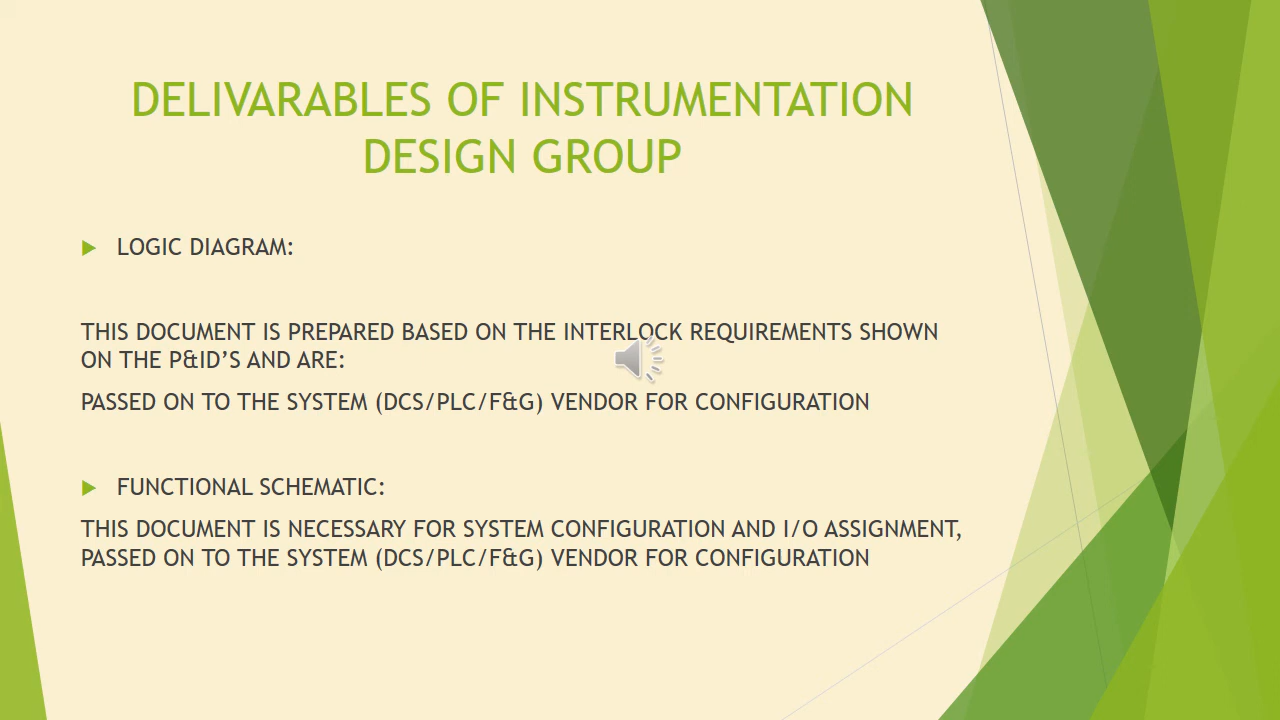 DELIVARABLES OF INSTRUMENTATION
DESIGN GROUP
LOGIC DIAGRAM:
THIS DOCUMENT IS PREPARED BASED ON THE INTERLOCK REQUIREMENTS SHOWN
ON THE P&ID’S AND ARE:
PASSED ON TO THE SYSTEM (DCS/PLC/F&G) VENDOR FOR CONFIGURATION
FUNCTIONAL SCHEMATIC:
THIS DOCUMENT IS NECESSARY FOR SYSTEM CONFIGURATION AND I/O ASSIGNMENT,
PASSED ON TO THE SYSTEM (DCS/PLC/F&G) VENDOR FOR CONFIGURATION